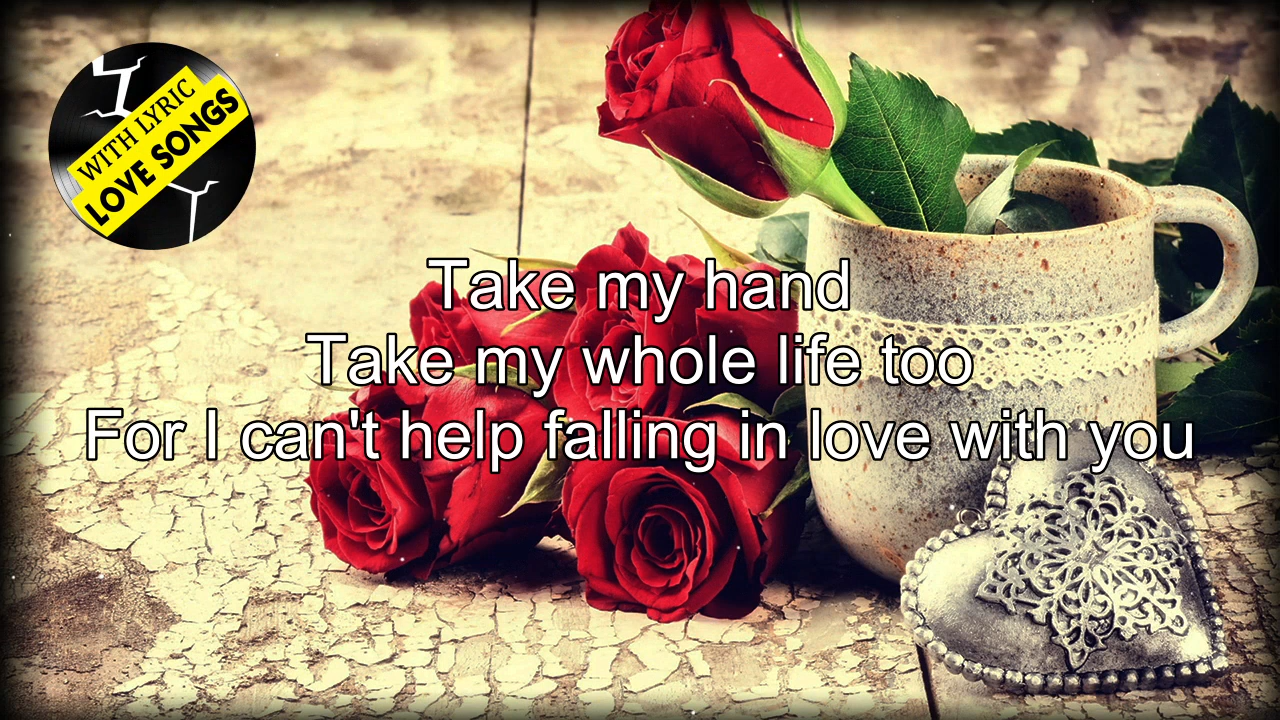 WITH LYRIC
LOVE SONGS
Take my hand
Take my whole life too
For I can't help falling in love with you